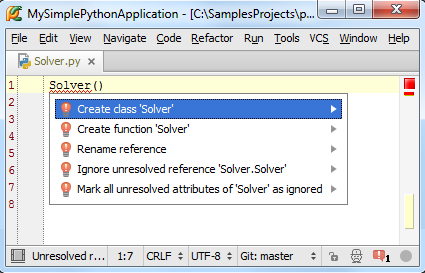 MySimplePythonApplication - [C:\SamplesProjects\p...
File Edit View Navigate Code Refactor Run Tools VCS Window Help
Solver.py
1 Solver()
2 Create class 'Solver'
3 Create function 'Solver'
4
5 Rename reference
6 Ignore unresolved reference 'Solver.Solver'
7 Mark all unresolved attributes of 'Solver' as ignored
8
Unresolved r... 1:7 CRLF UTF-8 Git: master 1